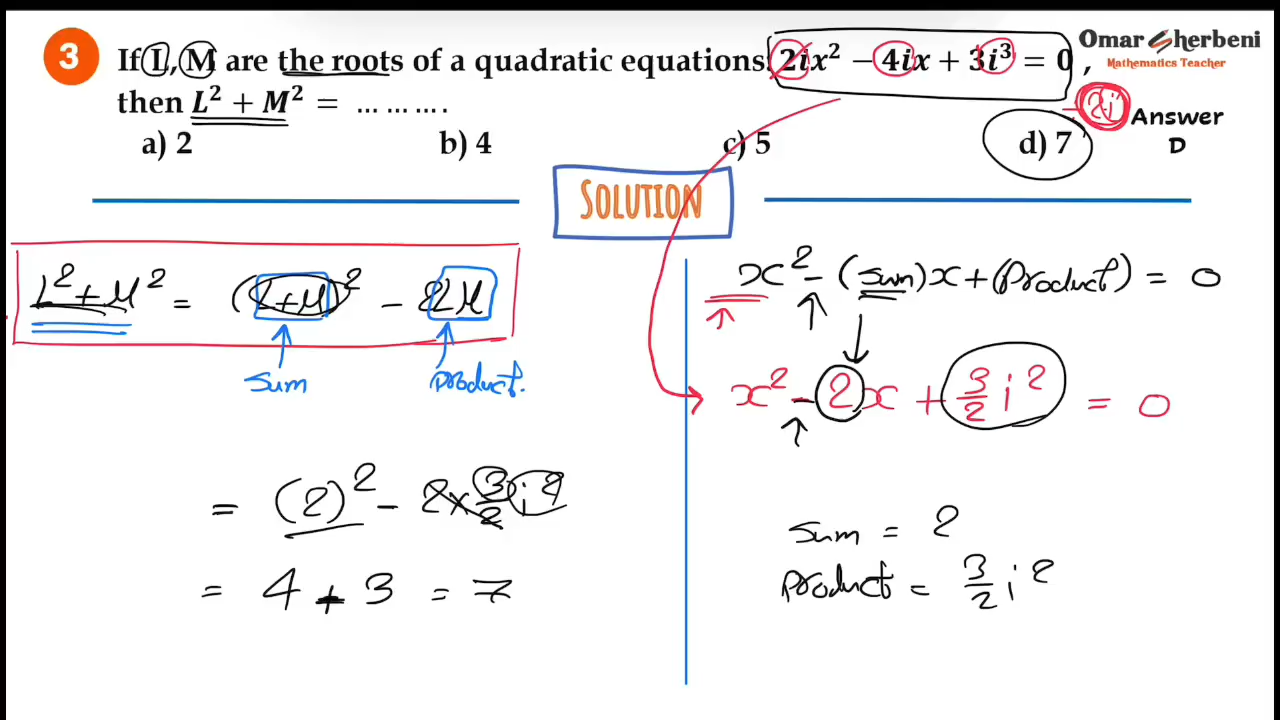 3 If L, M are the roots of a quadratic equations 2ix² − 4ix + 3i³ = 0 ,
then L² + M² = ... ... ... .
a) 2 b) 4 c) 5 d) 7
Omar Sherbeni
Mathematics Teacher
2i
Answer
D
SOLUTION
L² + M² = (L+M)² − 2LM
sum product.
= (2)² − 2 × 3/2 i²
= 4 + 3 = 7
x² − (sum)x + (Product) = 0
x² − 2x + 3/2 i² = 0
sum = 2
Product = 3/2 i²